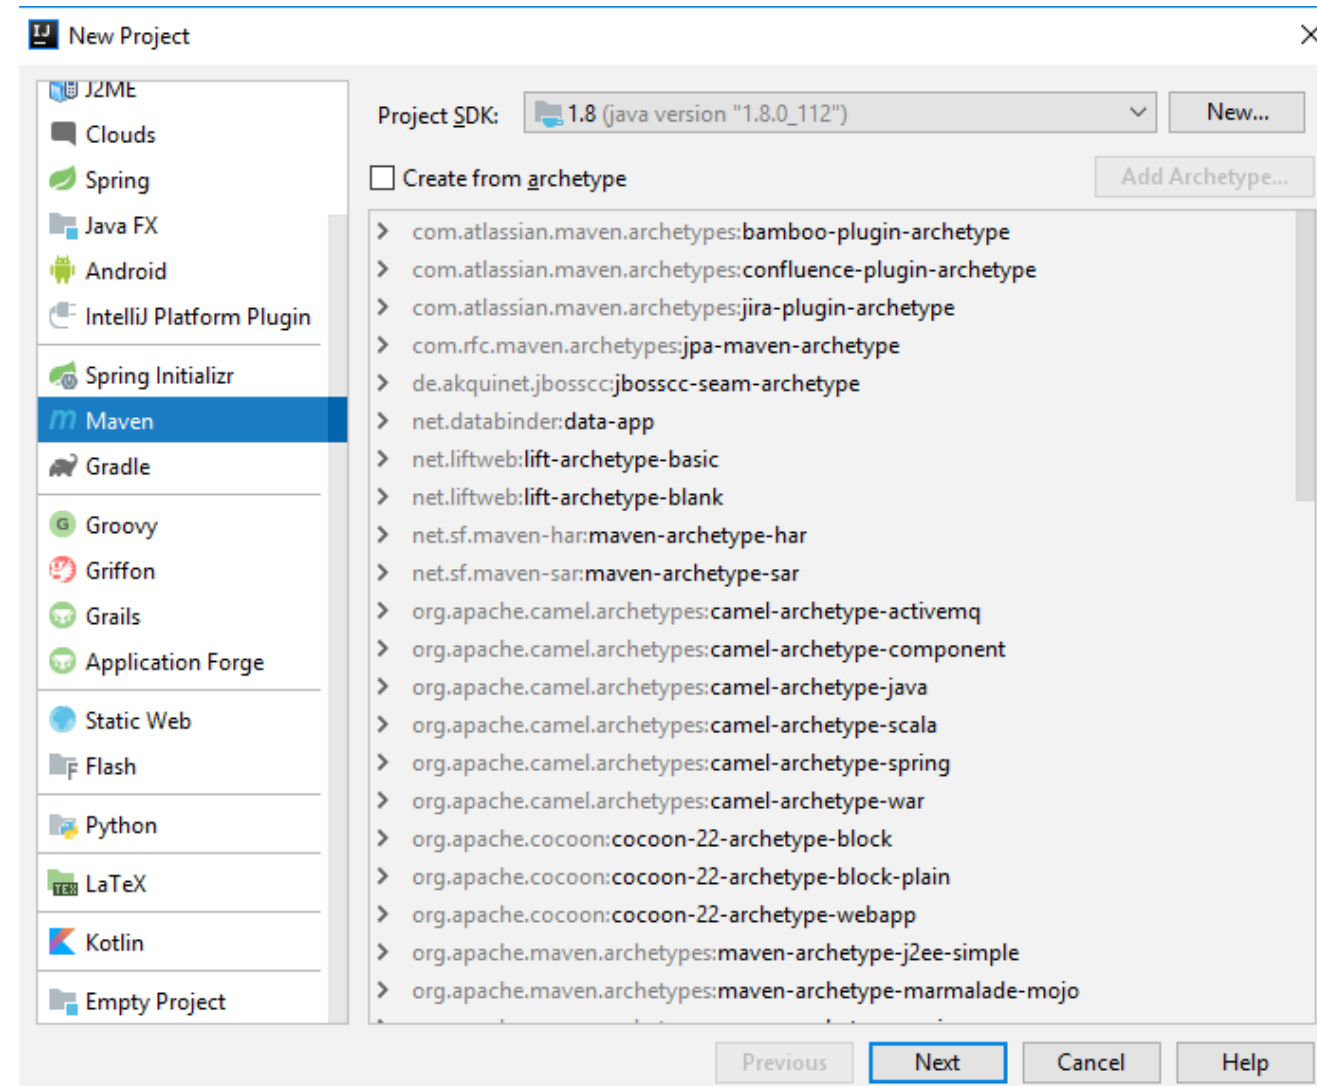 IJ New Project
J2ME
Clouds
Spring
Java FX
Android
IntelliJ Platform Plugin
Spring Initializr
m Maven
Gradle
G Groovy
Griffon
Grails
Application Forge
Static Web
F Flash
Python
TEX LaTeX
Kotlin
Empty Project
Project SDK: 1.8 (java version "1.8.0_112") New...
Create from archetype Add Archetype...
com.atlassian.maven.archetypes:bamboo-plugin-archetype
com.atlassian.maven.archetypes:confluence-plugin-archetype
com.atlassian.maven.archetypes:jira-plugin-archetype
com.rfc.maven.archetypes:jpa-maven-archetype
de.akquinet.jbosscc:jbosscc-seam-archetype
net.databinder:data-app
net.liftweb:lift-archetype-basic
net.liftweb:lift-archetype-blank
net.sf.maven-har:maven-archetype-har
net.sf.maven-sar:maven-archetype-sar
org.apache.camel.archetypes:camel-archetype-activemq
org.apache.camel.archetypes:camel-archetype-component
org.apache.camel.archetypes:camel-archetype-java
org.apache.camel.archetypes:camel-archetype-scala
org.apache.camel.archetypes:camel-archetype-spring
org.apache.camel.archetypes:camel-archetype-war
org.apache.cocoon:cocoon-22-archetype-block
org.apache.cocoon:cocoon-22-archetype-block-plain
org.apache.cocoon:cocoon-22-archetype-webapp
org.apache.maven.archetypes:maven-archetype-j2ee-simple
org.apache.maven.archetypes:maven-archetype-marmalade-mojo
Previous Next Cancel Help